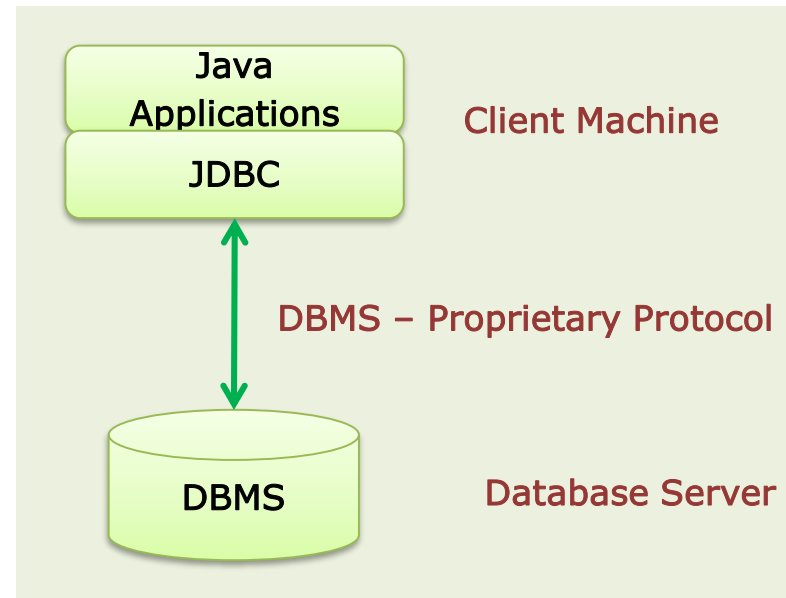 Java
Applications
Client Machine
JDBC
DBMS – Proprietary Protocol
DBMS
Database Server